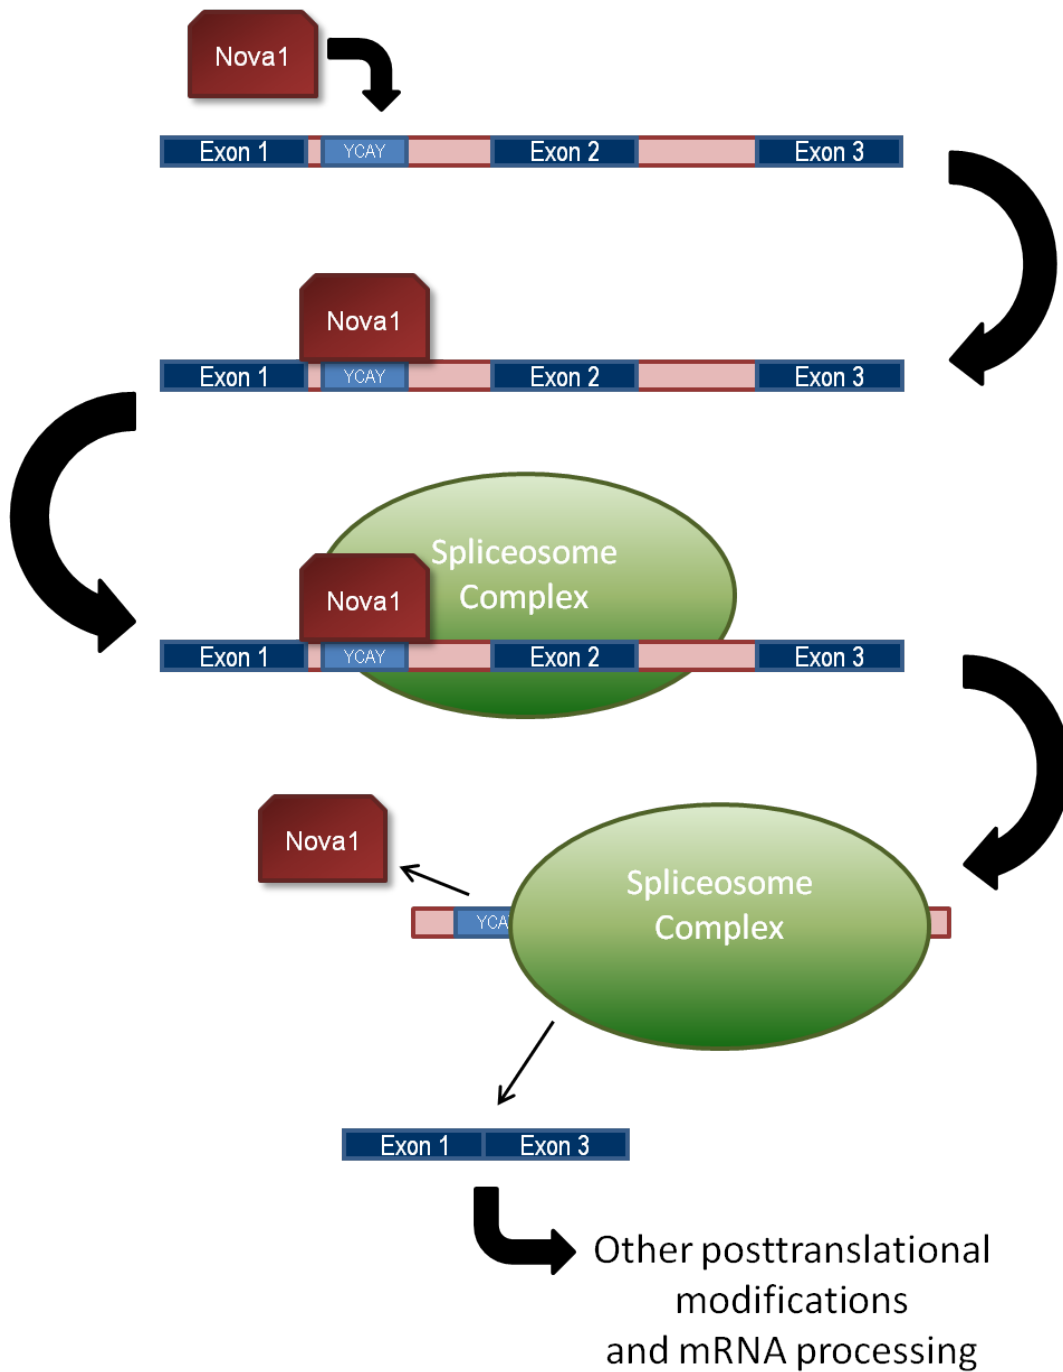 Nova1
Exon 1 YCAY Exon 2 Exon 3
Nova1
Exon 1 YCAY Exon 2 Exon 3
Spliceosome
Complex
Nova1
Exon 1 YCAY Exon 2 Exon 3
Nova1
Spliceosome
Complex
YCA
Exon 1 Exon 3
Other posttranslational
modifications
and mRNA processing